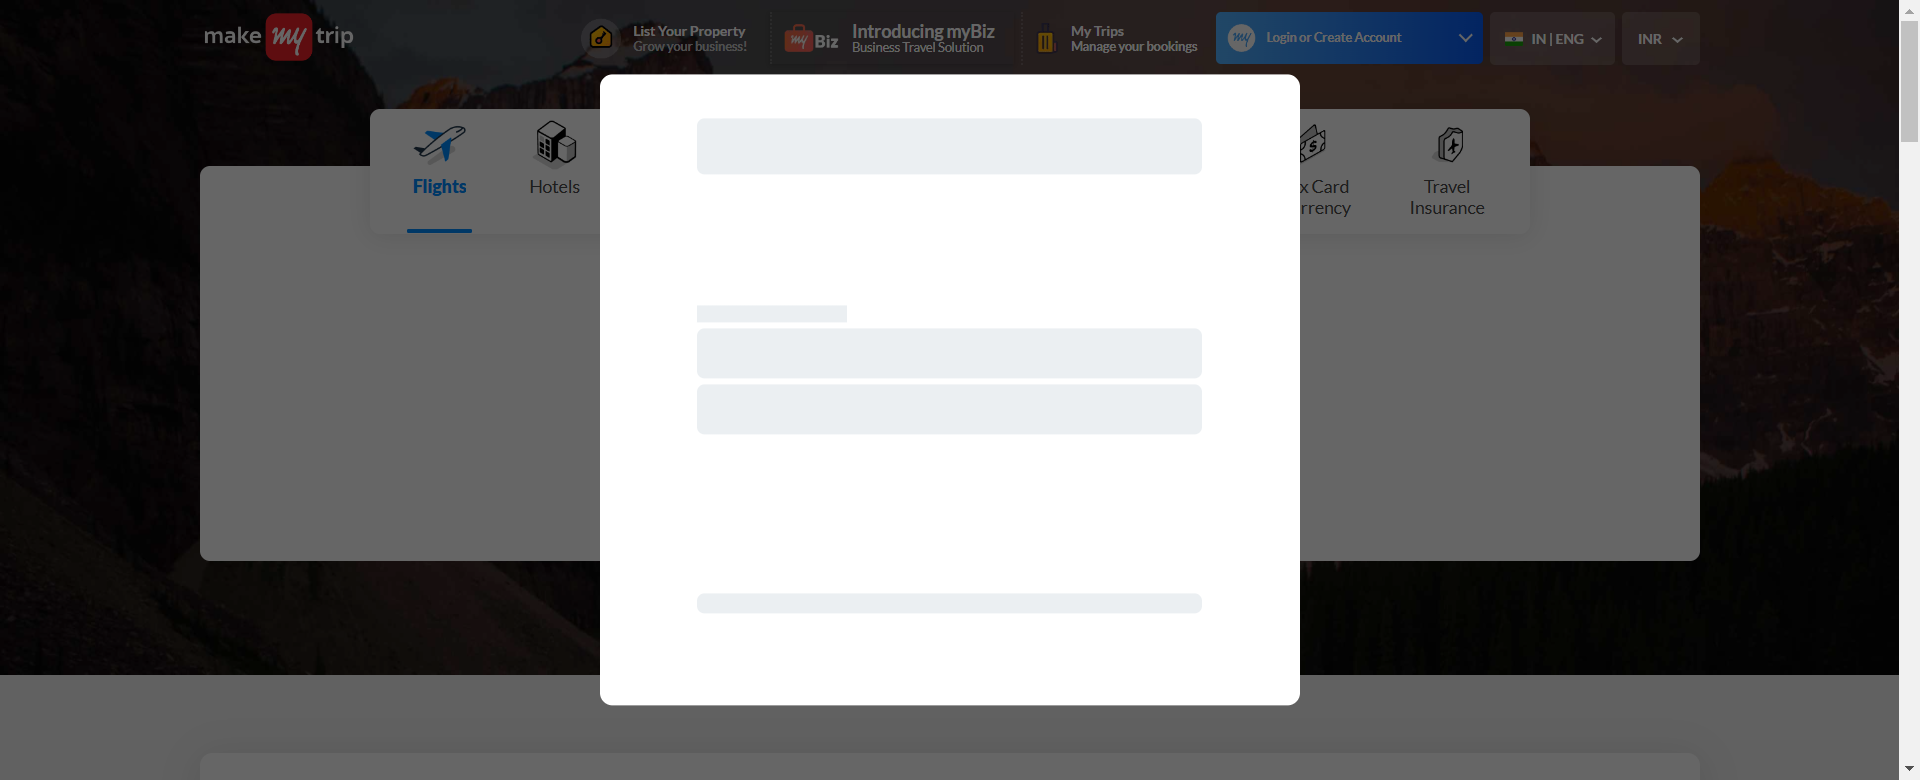 make my trip
List Your Property
Grow your business!
my Biz
Introducing myBiz
Business Travel Solution
My Trips
Manage your bookings
my
Login or Create Account
IN | ENG
INR
Flights
Hotels
x Card
rrency
Travel
Insurance